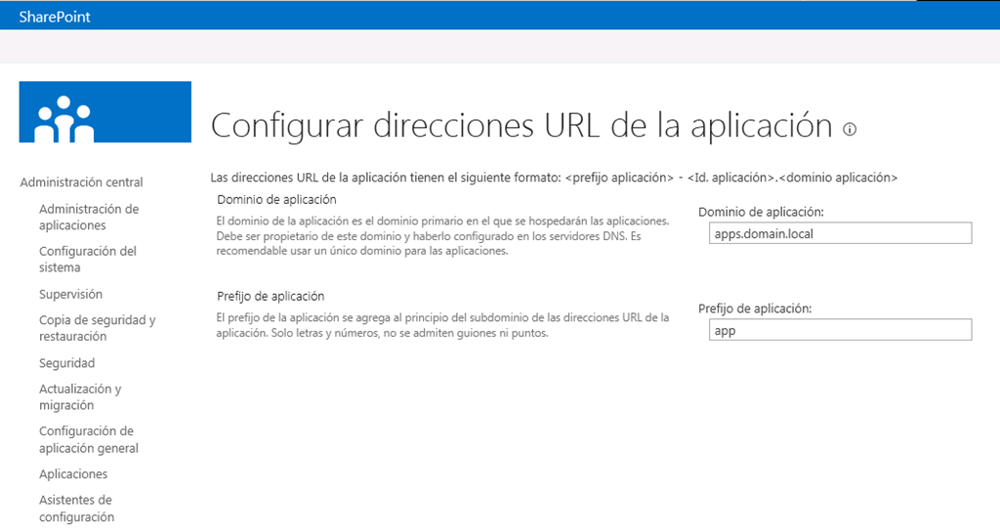 SharePoint
Configurar direcciones URL de la aplicación
Administración central
Administración de
aplicaciones
Configuración del
sistema
Supervisión
Copia de seguridad y
restauración
Seguridad
Actualización y
migración
Configuración de
aplicación general
Aplicaciones
Asistentes de
configuración
Las direcciones URL de la aplicación tienen el siguiente formato: <prefijo aplicación> - <Id. aplicación>.<dominio aplicación>
Dominio de aplicación
El dominio de la aplicación es el dominio primario en el que se hospedarán las aplicaciones.
Debe ser propietario de este dominio y haberlo configurado en los servidores DNS. Es
recomendable usar un único dominio para las aplicaciones.
Dominio de aplicación:
apps.domain.local
Prefijo de aplicación
El prefijo de la aplicación se agrega al principio del subdominio de las direcciones URL de la
aplicación. Solo letras y números, no se admiten guiones ni puntos.
Prefijo de aplicación:
app